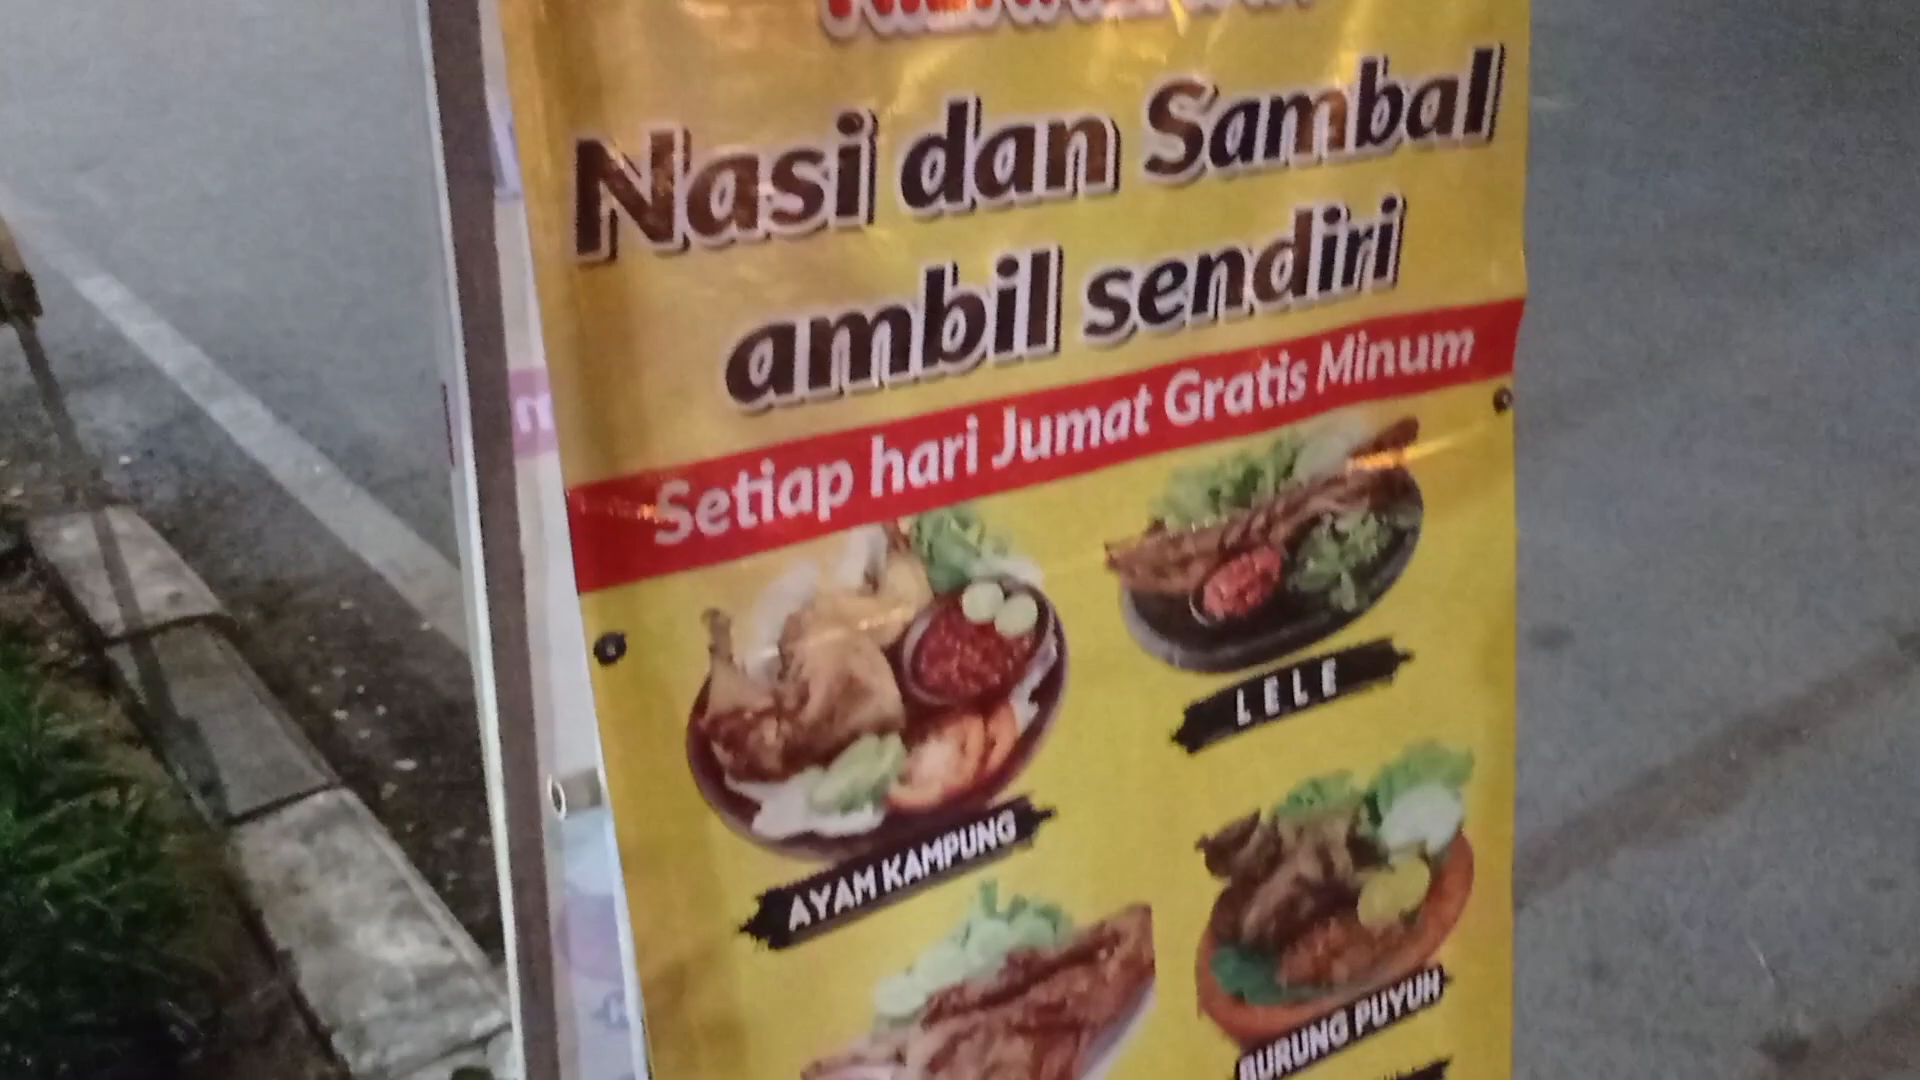 Nasi dan Sambal
ambil sendiri
Setiap hari Jumat Gratis Minum
LELE
AYAM KAMPUNG
BURUNG PUYUH